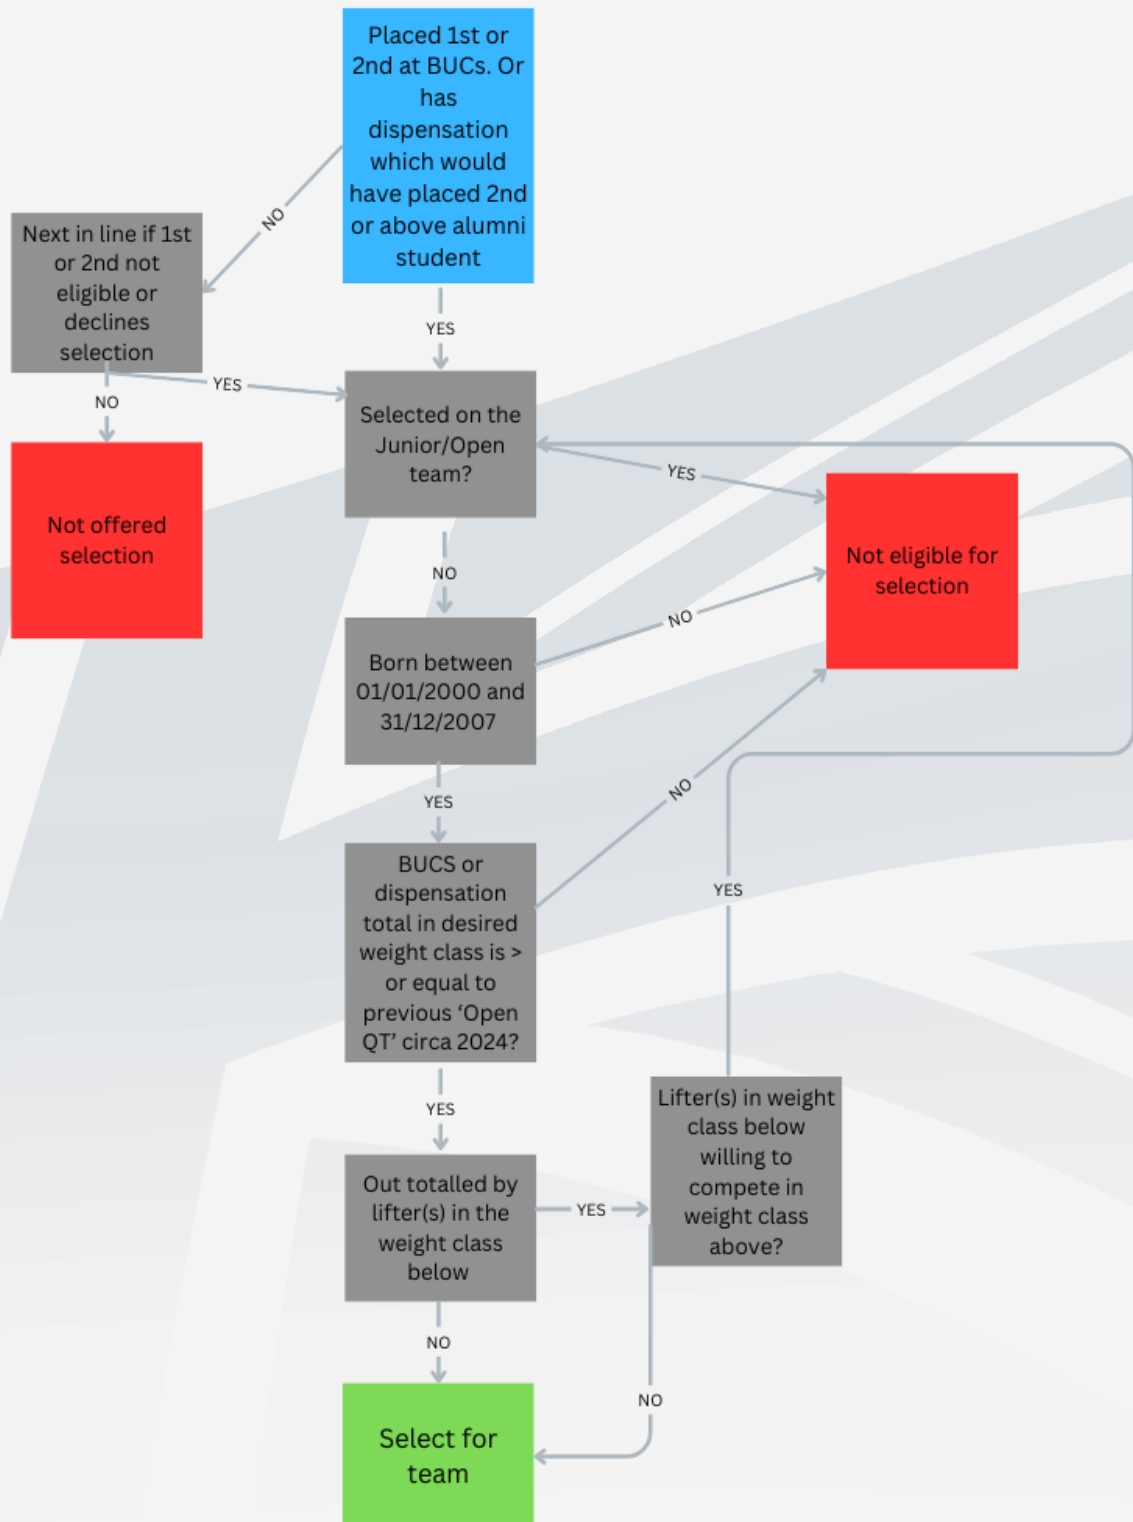 Placed 1st or
2nd at BUCs. Or
has
dispensation
which would
have placed 2nd
or above alumni
student
NO
Next in line if 1st
or 2nd not
eligible or
declines
selection
YES
YES
NO
Selected on the
Junior/Open
team?
YES
Not offered
selection
Not eligible for
selection
NO
NO
Born between
01/01/2000 and
31/12/2007
NO
YES
BUCS or
dispensation
total in desired
weight class is >
or equal to
previous ‘Open
QT’ circa 2024?
YES
YES
Lifter(s) in weight
class below
willing to
compete in
weight class
above?
Out totalled by
lifter(s) in the
weight class
below
YES
NO
NO
Select for
team